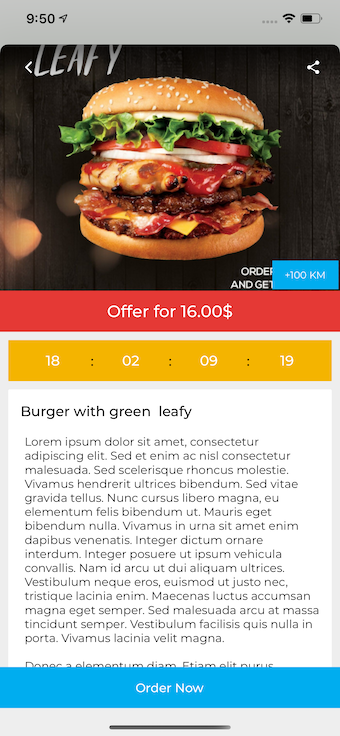 9:50
LEAFY
ORDER
AND GET
+100 KM
Offer for 16.00$
18 : 02 : 09 : 19
Burger with green leafy
Lorem ipsum dolor sit amet, consectetur
adipiscing elit. Sed et enim ac nisl consectetur
malesuada. Sed scelerisque rhoncus molestie.
Vivamus hendrerit ultrices bibendum. Sed vitae
gravida tellus. Nunc cursus libero magna, eu
elementum felis bibendum ut. Mauris eget
bibendum nulla. Vivamus in urna sit amet enim
dapibus venenatis. Integer dictum ornare
interdum. Integer posuere ut ipsum vehicula
convallis. Nam id arcu ut dui aliquam ultrices.
Vestibulum neque eros, euismod ut justo nec,
tristique lacinia enim. Maecenas luctus accumsan
magna eget semper. Sed malesuada arcu at massa
tincidunt semper. Vestibulum facilisis quis nulla in
porta. Vivamus lacinia velit magna.
Donec a elementum diam. Etiam elit purus
Order Now